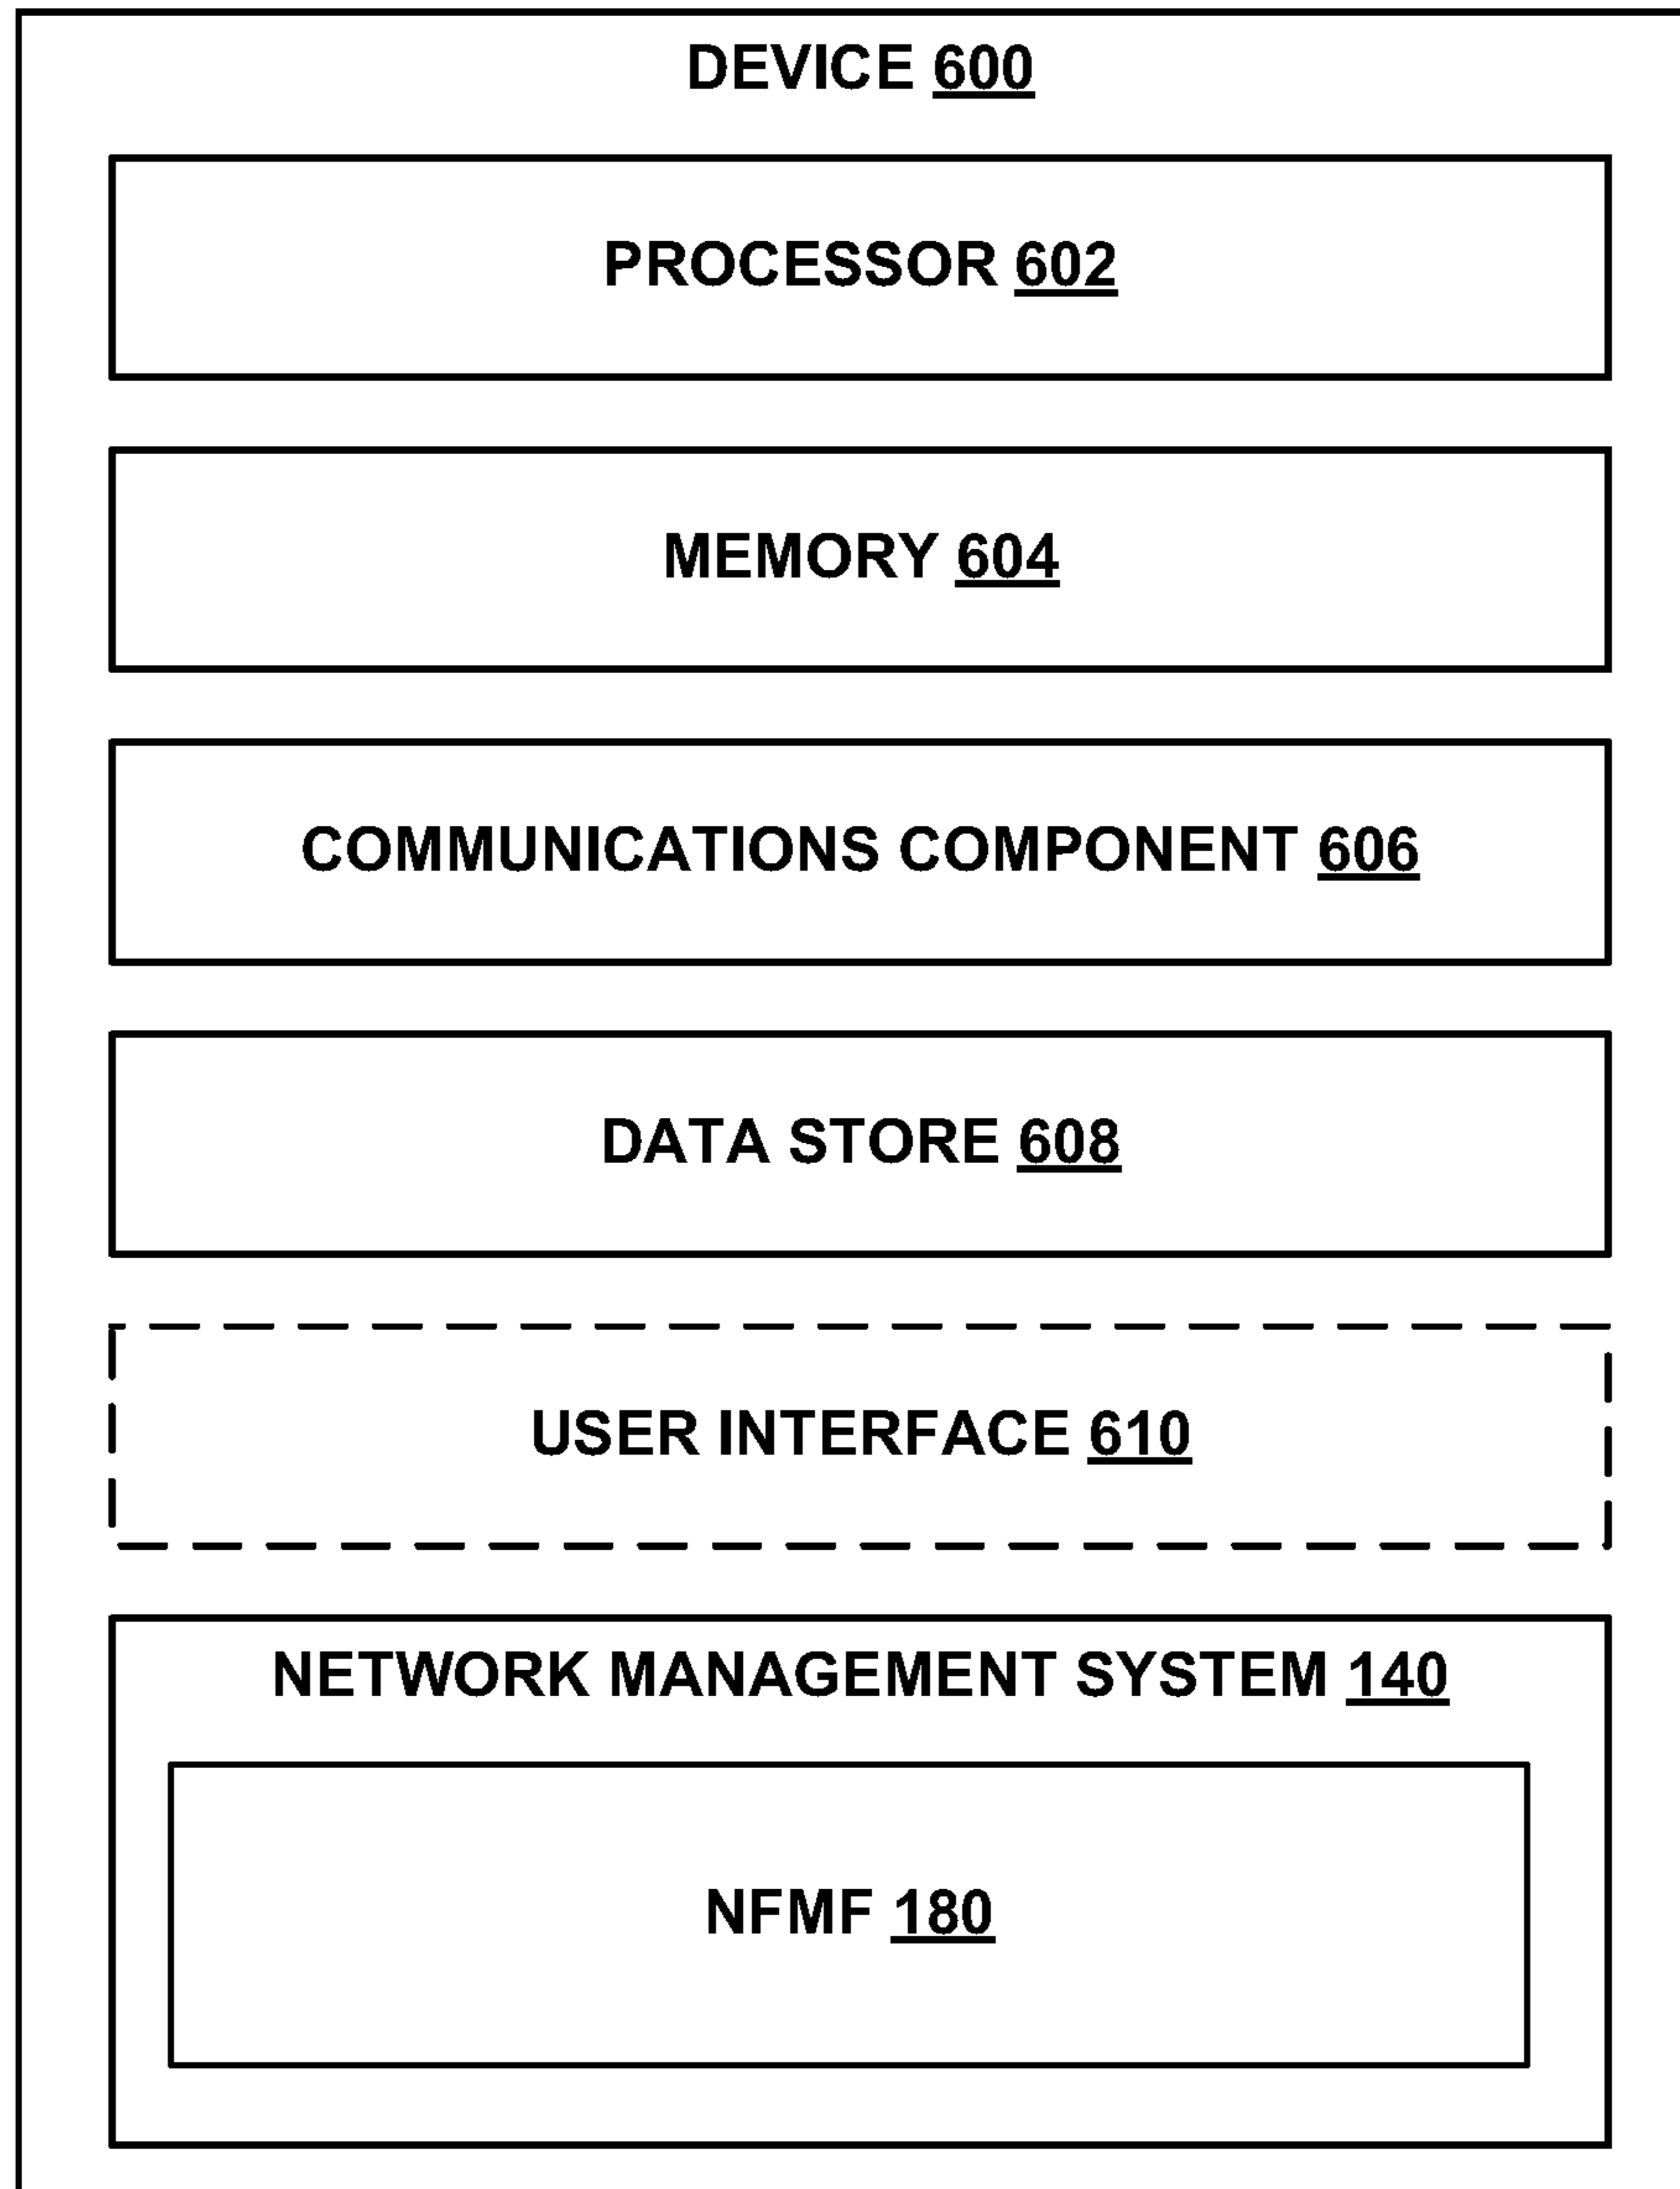 DEVICE 600
PROCESSOR 602
MEMORY 604
COMMUNICATIONS COMPONENT 606
DATA STORE 608
USER INTERFACE 610
NETWORK MANAGEMENT SYSTEM 140
NFMF 180